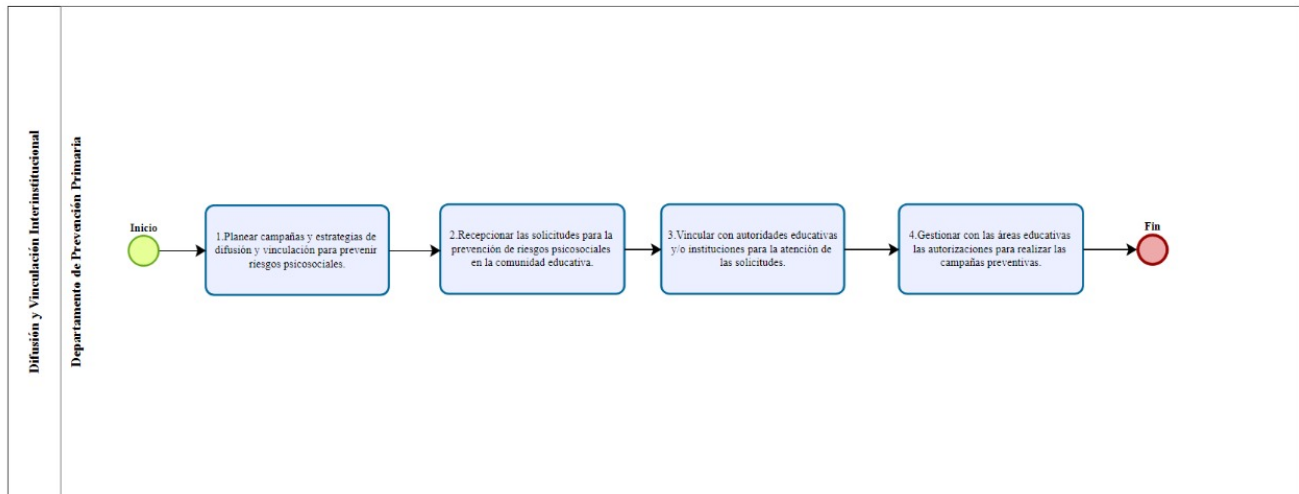 Difusión y Vinculación Interinstitucional
Departamento de Prevención Primaria
Inicio
1.Planear campañas y estrategias de
difusión y vinculación para prevenir
riesgos psicosociales.
2.Recepcionar las solicitudes para la
prevención de riesgos psicosociales
en la comunidad educativa.
3.Vincular con autoridades educativas
y/o instituciones para la atención de
las solicitudes.
4.Gestionar con las áreas educativas
las autorizaciones para realizar las
campañas preventivas.
Fin